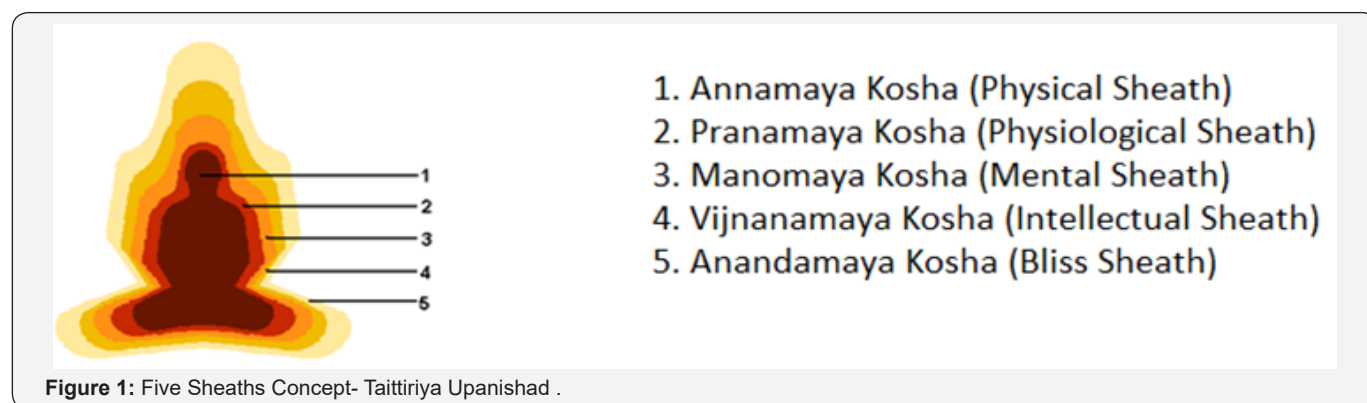 1
2
3
4
5
1. Annamaya Kosha (Physical Sheath)
2. Pranamaya Kosha (Physiological Sheath)
3. Manomaya Kosha (Mental Sheath)
4. Vijnanamaya Kosha (Intellectual Sheath)
5. Anandamaya Kosha (Bliss Sheath)
Figure 1: Five Sheaths Concept- Taittiriya Upanishad .